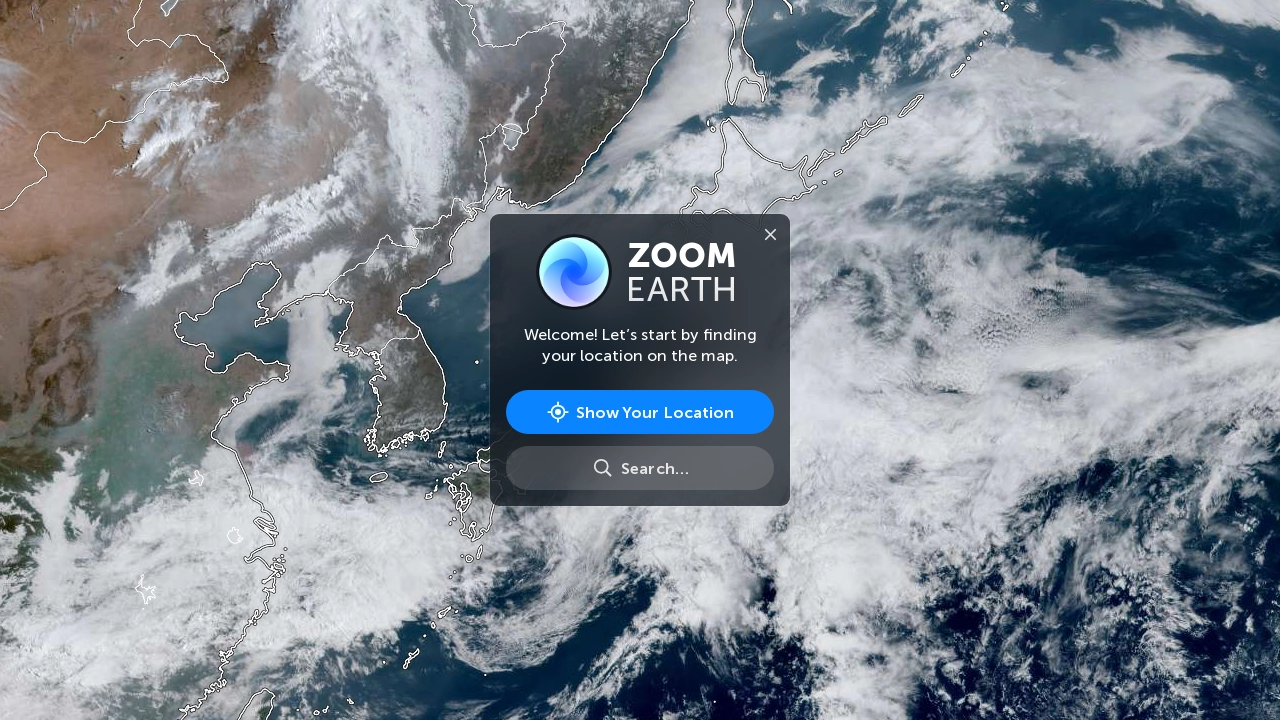 ZOOM
EARTH
Welcome! Let’s start by finding
your location on the map.
Show Your Location
Search…